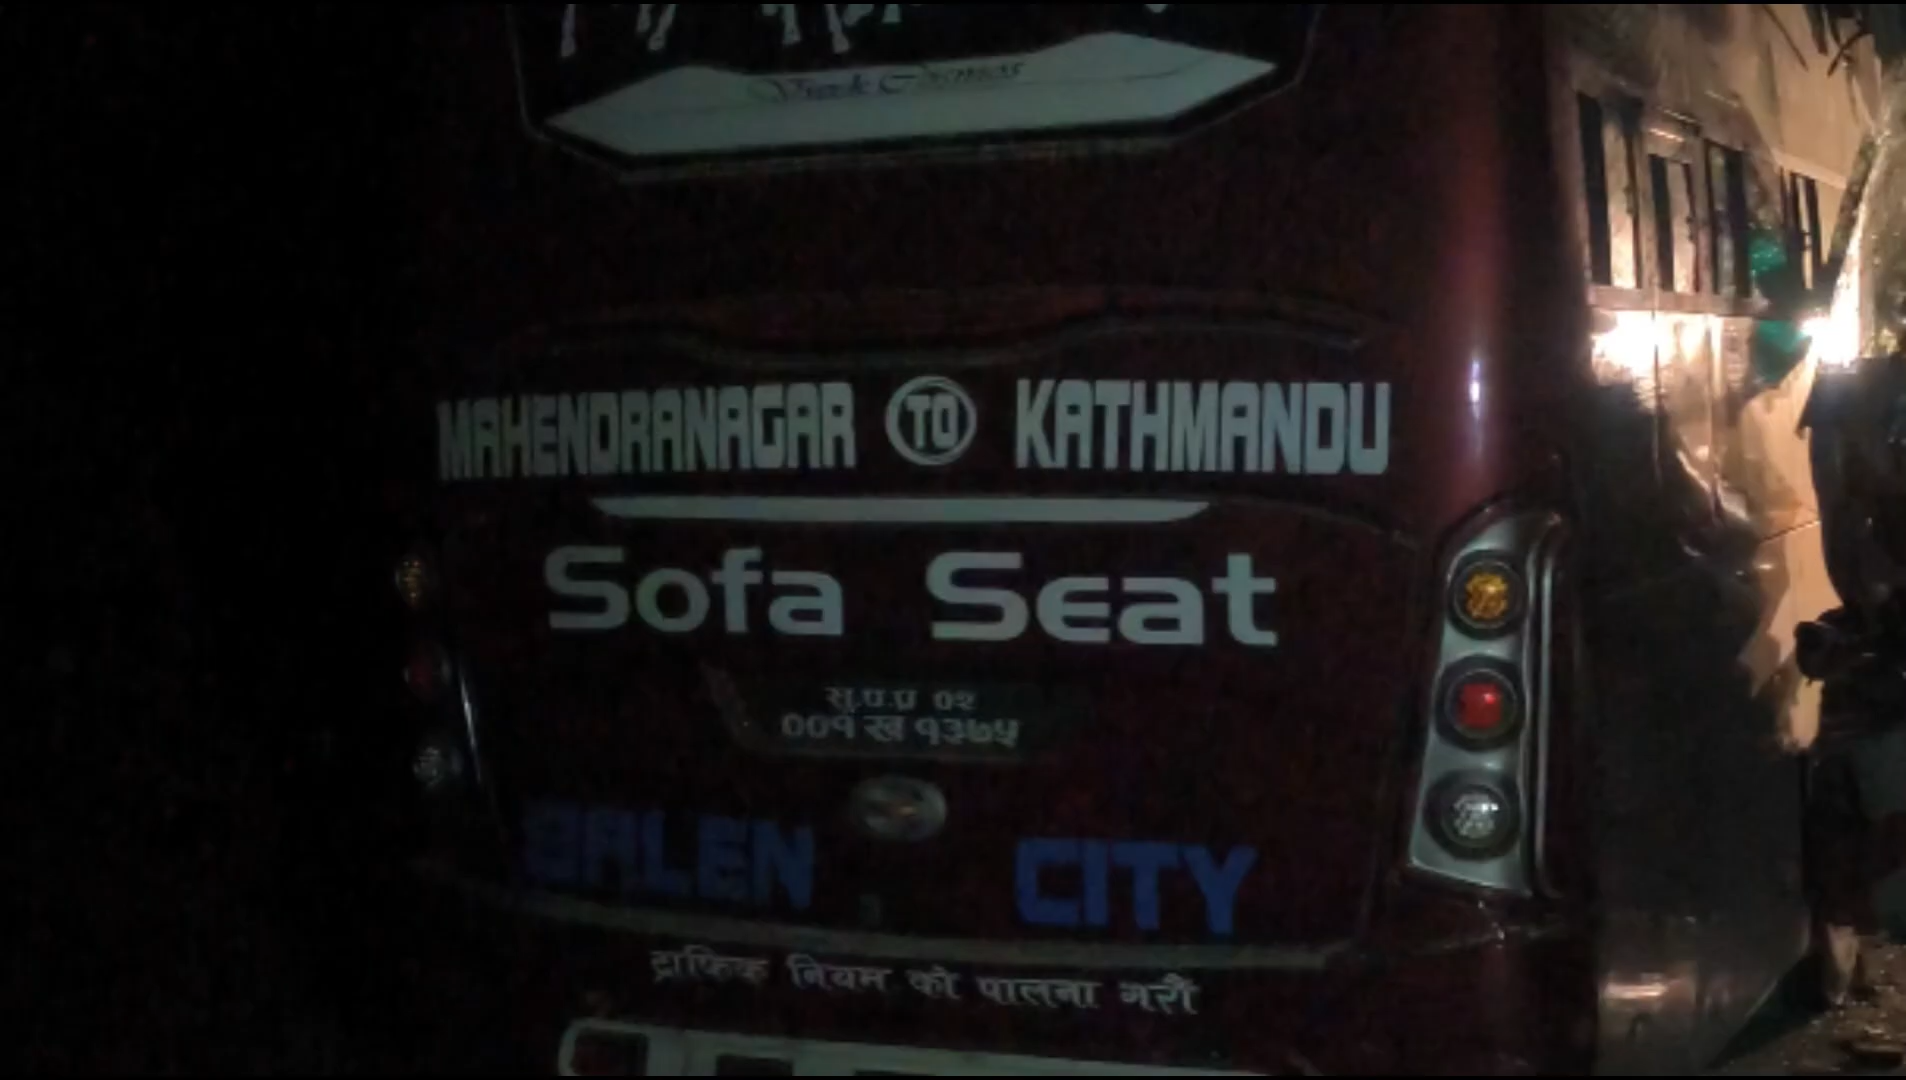 MAHENDRANAGAR TO KATHMANDU
Sofa Seat
सु.प.प्र ०२
००१ ख १३७५
BALEN CITY
ट्राफिक नियम को पालना गरौं